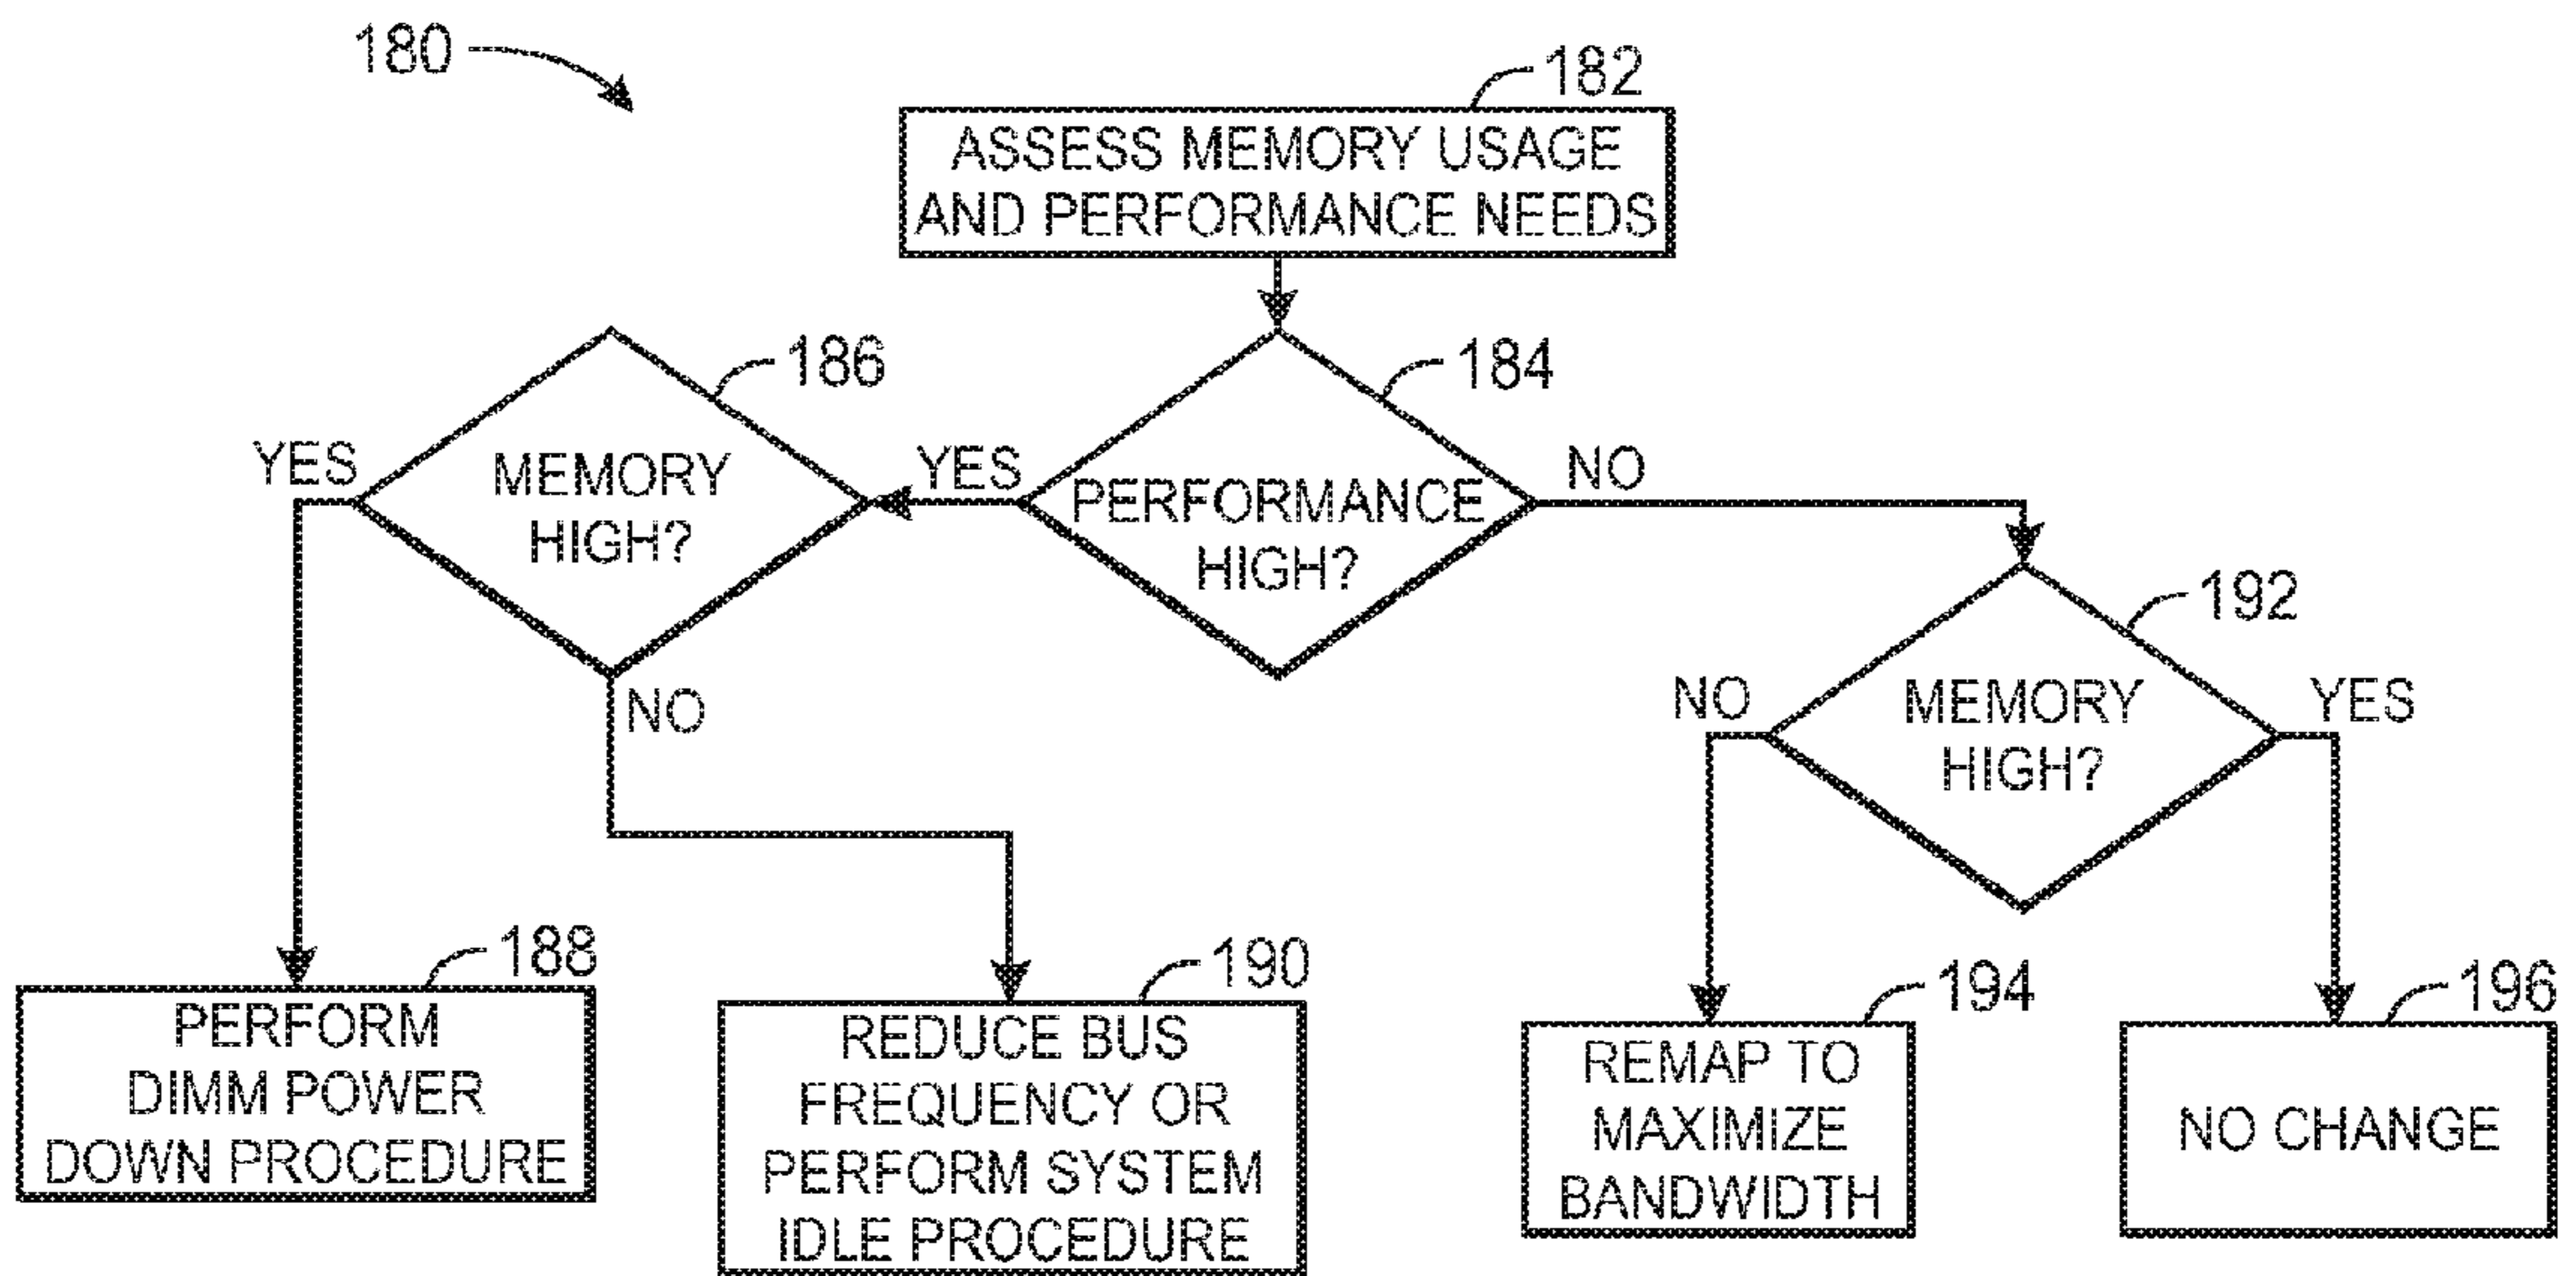 180
182
ASSESS MEMORY USAGE
AND PERFORMANCE NEEDS
186
184
YES
MEMORY
HIGH?
YES
PERFORMANCE
HIGH?
NO
192
NO
NO
MEMORY
HIGH?
YES
188
PERFORM
DIMM POWER
DOWN PROCEDURE
190
REDUCE BUS
FREQUENCY OR
PERFORM SYSTEM
IDLE PROCEDURE
194
REMAP TO
MAXIMIZE
BANDWIDTH
196
NO CHANGE